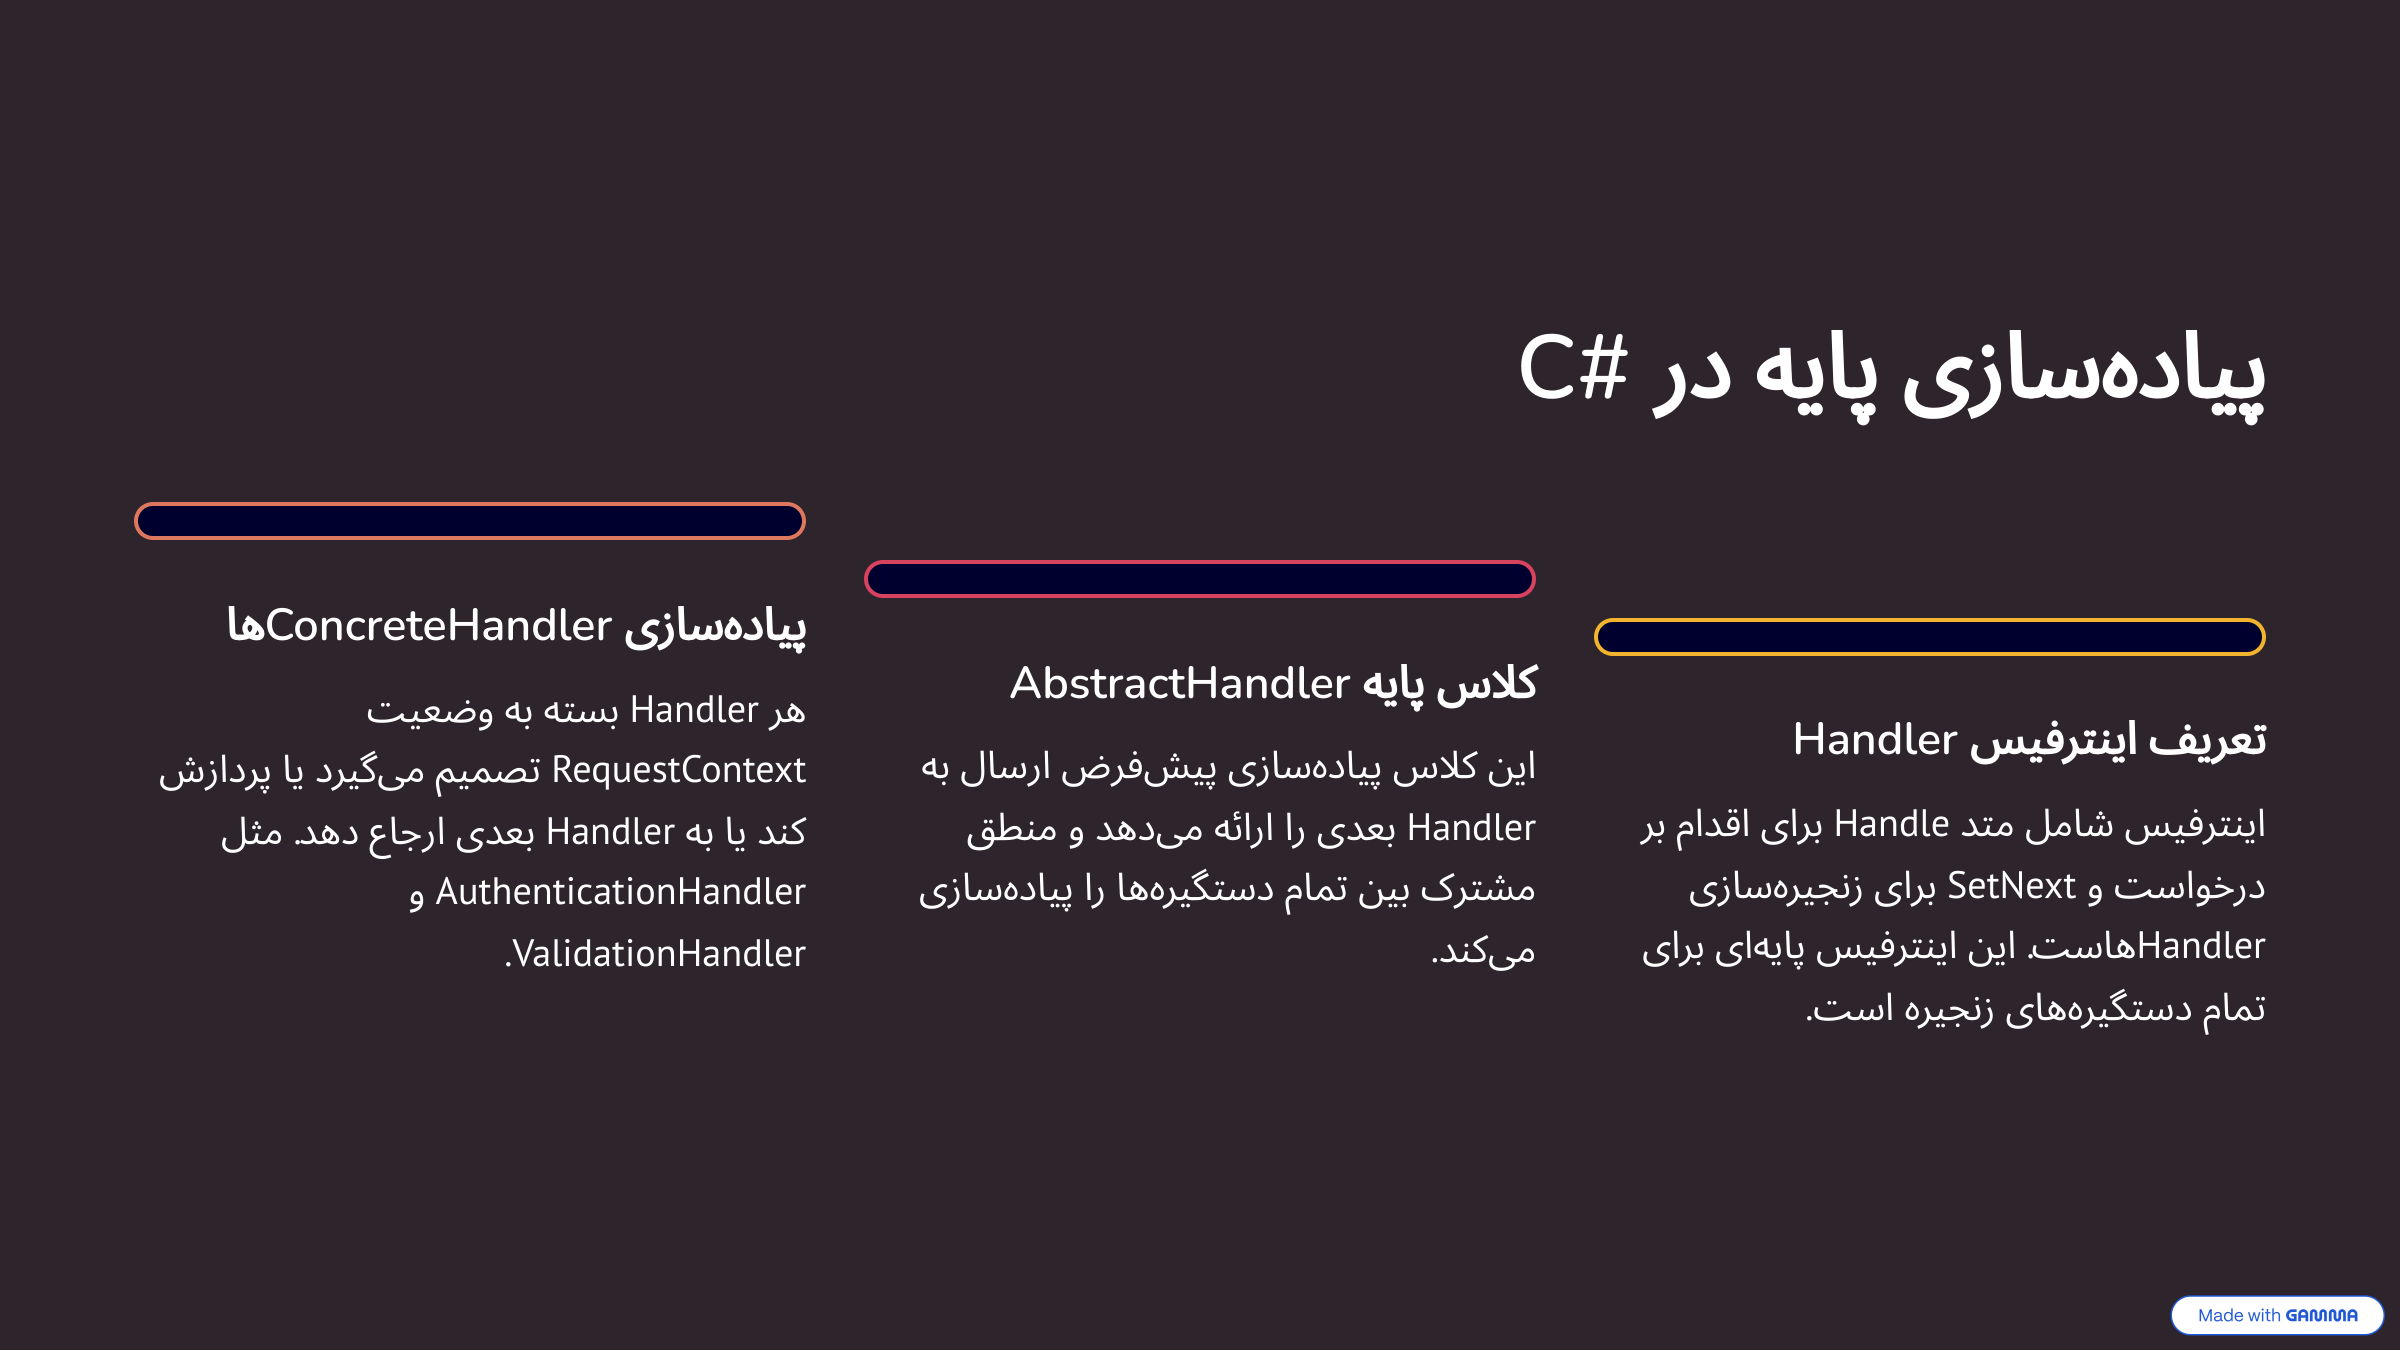 پیاده‌سازی پایه در C#
تعریف اینترفیس Handler
اینترفیس شامل متد Handle برای اقدام بر
درخواست و SetNext برای زنجیره‌سازی
Handlerهاست. این اینترفیس پایه‌ای برای
تمام دستگیره‌های زنجیره است.
کلاس پایه AbstractHandler
این کلاس پیاده‌سازی پیش‌فرض ارسال به
Handler بعدی را ارائه می‌دهد و منطق
مشترک بین تمام دستگیره‌ها را پیاده‌سازی
می‌کند.
پیاده‌سازی ConcreteHandlerها
هر Handler بسته به وضعیت
RequestContext تصمیم می‌گیرد یا پردازش
کند یا به Handler بعدی ارجاع دهد. مثل
AuthenticationHandler و
ValidationHandler.
Made with GAMMA